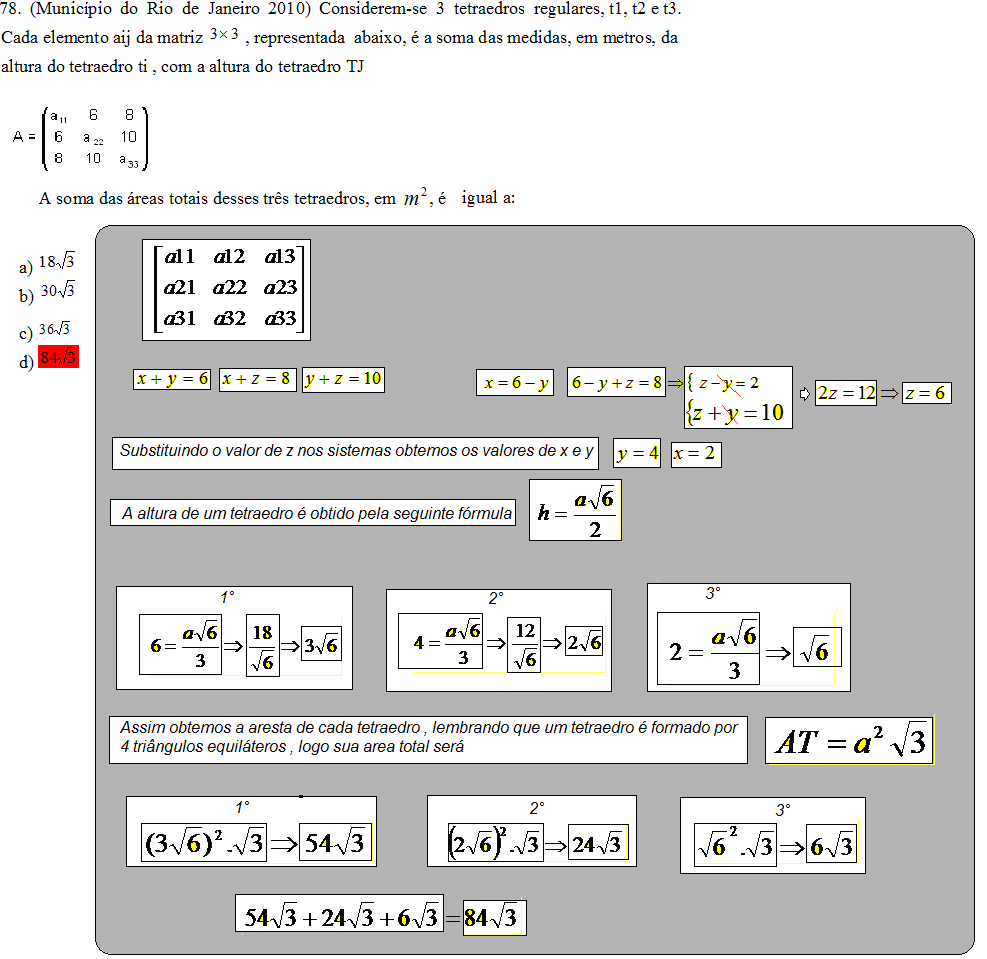 78. (Município do Rio de Janeiro 2010) Considerem-se 3 tetraedros regulares, t1, t2 e t3.
Cada elemento aij da matriz 3×3 , representada abaixo, é a soma das medidas, em metros, da
altura do tetraedro ti , com a altura do tetraedro TJ
a₁₁ 6 8
A = 6 a₂₂ 10
8 10 a₃₃
A soma das áreas totais desses três tetraedros, em m², é igual a:
a) 18√3
b) 30√3
c) 36√3
d) 84√3
a11 a12 a13
a21 a22 a23
a31 a32 a33
x + y = 6 x + z = 8 y + z = 10 x = 6 − y 6 − y + z = 8 ⇒ { z − y = 2
{z + y = 10 ⇨ 2z = 12 ⇒ z = 6
Substituindo o valor de z nos sistemas obtemos os valores de x e y y = 4 x = 2
A altura de um tetraedro é obtido pela seguinte fórmula h = a√6/2
1°
6 = a√6/3 ⇒ 18/√6 ⇒ 3√6
2°
4 = a√6/3 ⇒ 12/√6 ⇒ 2√6
3°
2 = a√6/3 ⇒ √6
Assim obtemos a aresta de cada tetraedro , lembrando que um tetraedro é formado por
4 triângulos equiláteros , logo sua area total será AT = a² √3
1°
(3√6)² .√3 ⇒ 54√3
2°
(2√6)² .√3 ⇒ 24√3
3°
√6² .√3 ⇒ 6√3
54√3 + 24√3 + 6√3 = 84√3